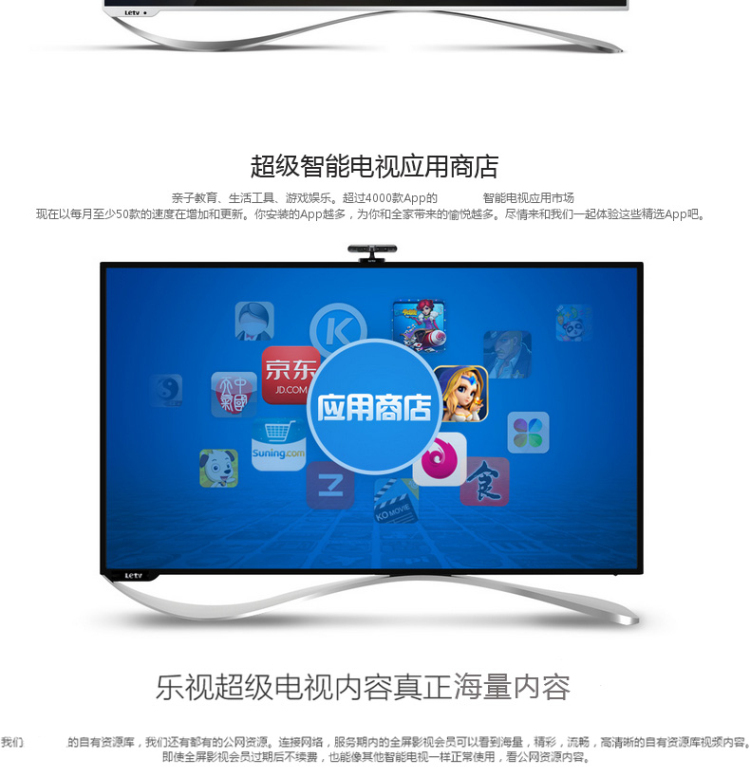 Letv
超级智能电视应用商店
亲子教育、生活工具、游戏娱乐。超过4000款App的 智能电视应用市场
现在以每月至少50款的速度在增加和更新。你安装的App越多，为你和全家带来的愉悦越多。尽情来和我们一起体验这些精选App吧。
K
京东
JD.COM
应用商店
Suning.com
Z
KO MOVIE
食
Letv
乐视超级电视内容真正海量内容
我们 的自有资源库，我们还有都有的公网资源。连接网络，服务期内的全屏影视会员可以看到海量，精彩，流畅，高清晰的自有资源库视频内容。
即使全屏影视会员过期后不续费，也能像其他智能电视一样正常使用，看公网资源内容。